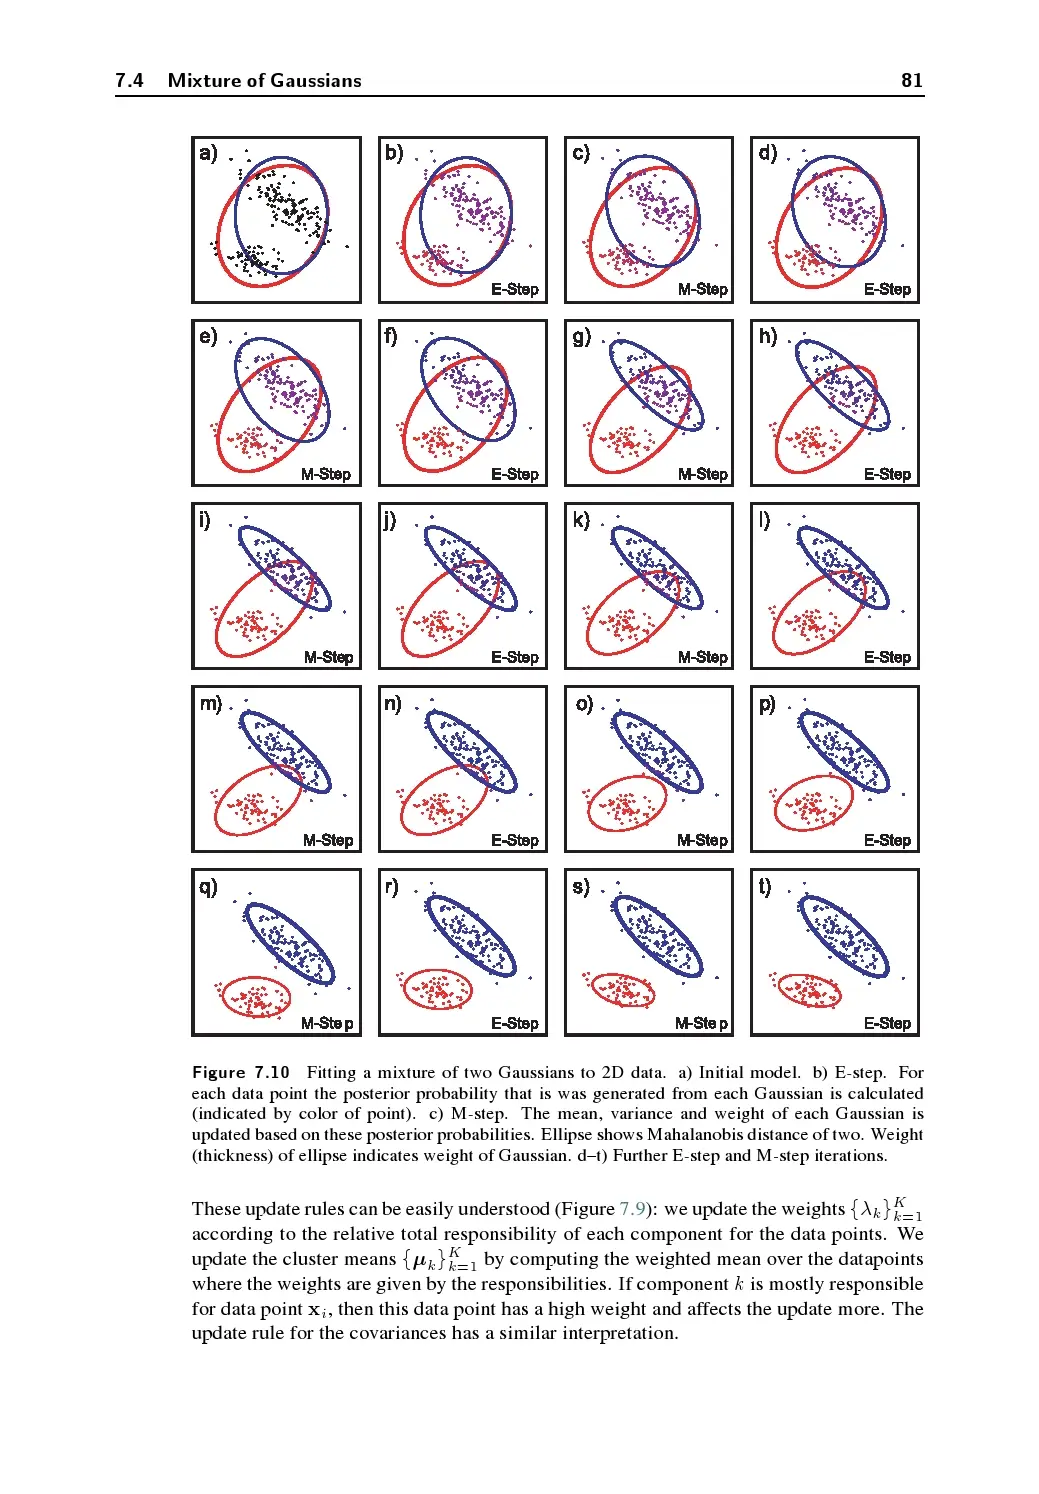 7.4 Mixture of Gaussians 81
a) b) c) d)
E-Step M-Step E-Step
e) f) g) h)
M-Step E-Step M-Step E-Step
i) j) k) l)
M-Step E-Step M-Step E-Step
m) n) o) p)
M-Step E-Step M-Step E-Step
q) r) s) t)
M-Step E-Step M-Step E-Step
Figure 7.10 Fitting a mixture of two Gaussians to 2D data. a) Initial model. b) E-step. For
each data point the posterior probability that is was generated from each Gaussian is calculated
(indicated by color of point). c) M-step. The mean, variance and weight of each Gaussian is
updated based on these posterior probabilities. Ellipse shows Mahalanobis distance of two. Weight
(thickness) of ellipse indicates weight of Gaussian. d–t) Further E-step and M-step iterations.
These update rules can be easily understood (Figure 7.9): we update the weights {λₖ}ᴷₖ₌₁
according to the relative total responsibility of each component for the data points. We
update the cluster means {μₖ}ᴷₖ₌₁ by computing the weighted mean over the datapoints
where the weights are given by the responsibilities. If component k is mostly responsible
for data point xᵢ, then this data point has a high weight and affects the update more. The
update rule for the covariances has a similar interpretation.